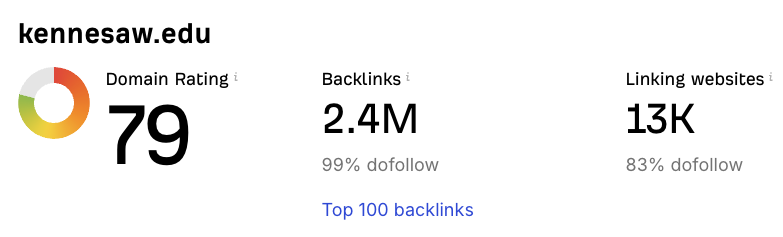 kennesaw.edu
Domain Rating i
79
Backlinks i
2.4M
99% dofollow
Top 100 backlinks
Linking websites i
13K
83% dofollow